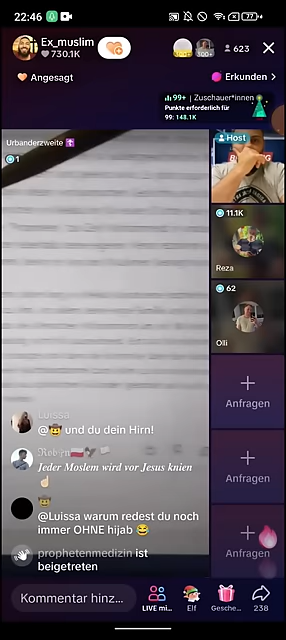 22:46
77
Ex_muslim
730.1K
300+
623
Angesagt
Erkunden
99+ | Zuschauer*innen
Punkte erforderlich für
99: 148.1K
Urbanderzweite
1
Host
11.1K
Reza
62
Olli
Anfragen
Anfragen
Anfragen
Luissa
@🤠 und du dein Hirn!
Jeder Moslem wird vor Jesus knien
☝🏻
🤠
@Luissa warum redest du noch
immer OHNE hijab 😂
prophetenmedizin ist
beigetreten
Kommentar hinz...
LIVE mi...
Elf
Gesche...
238